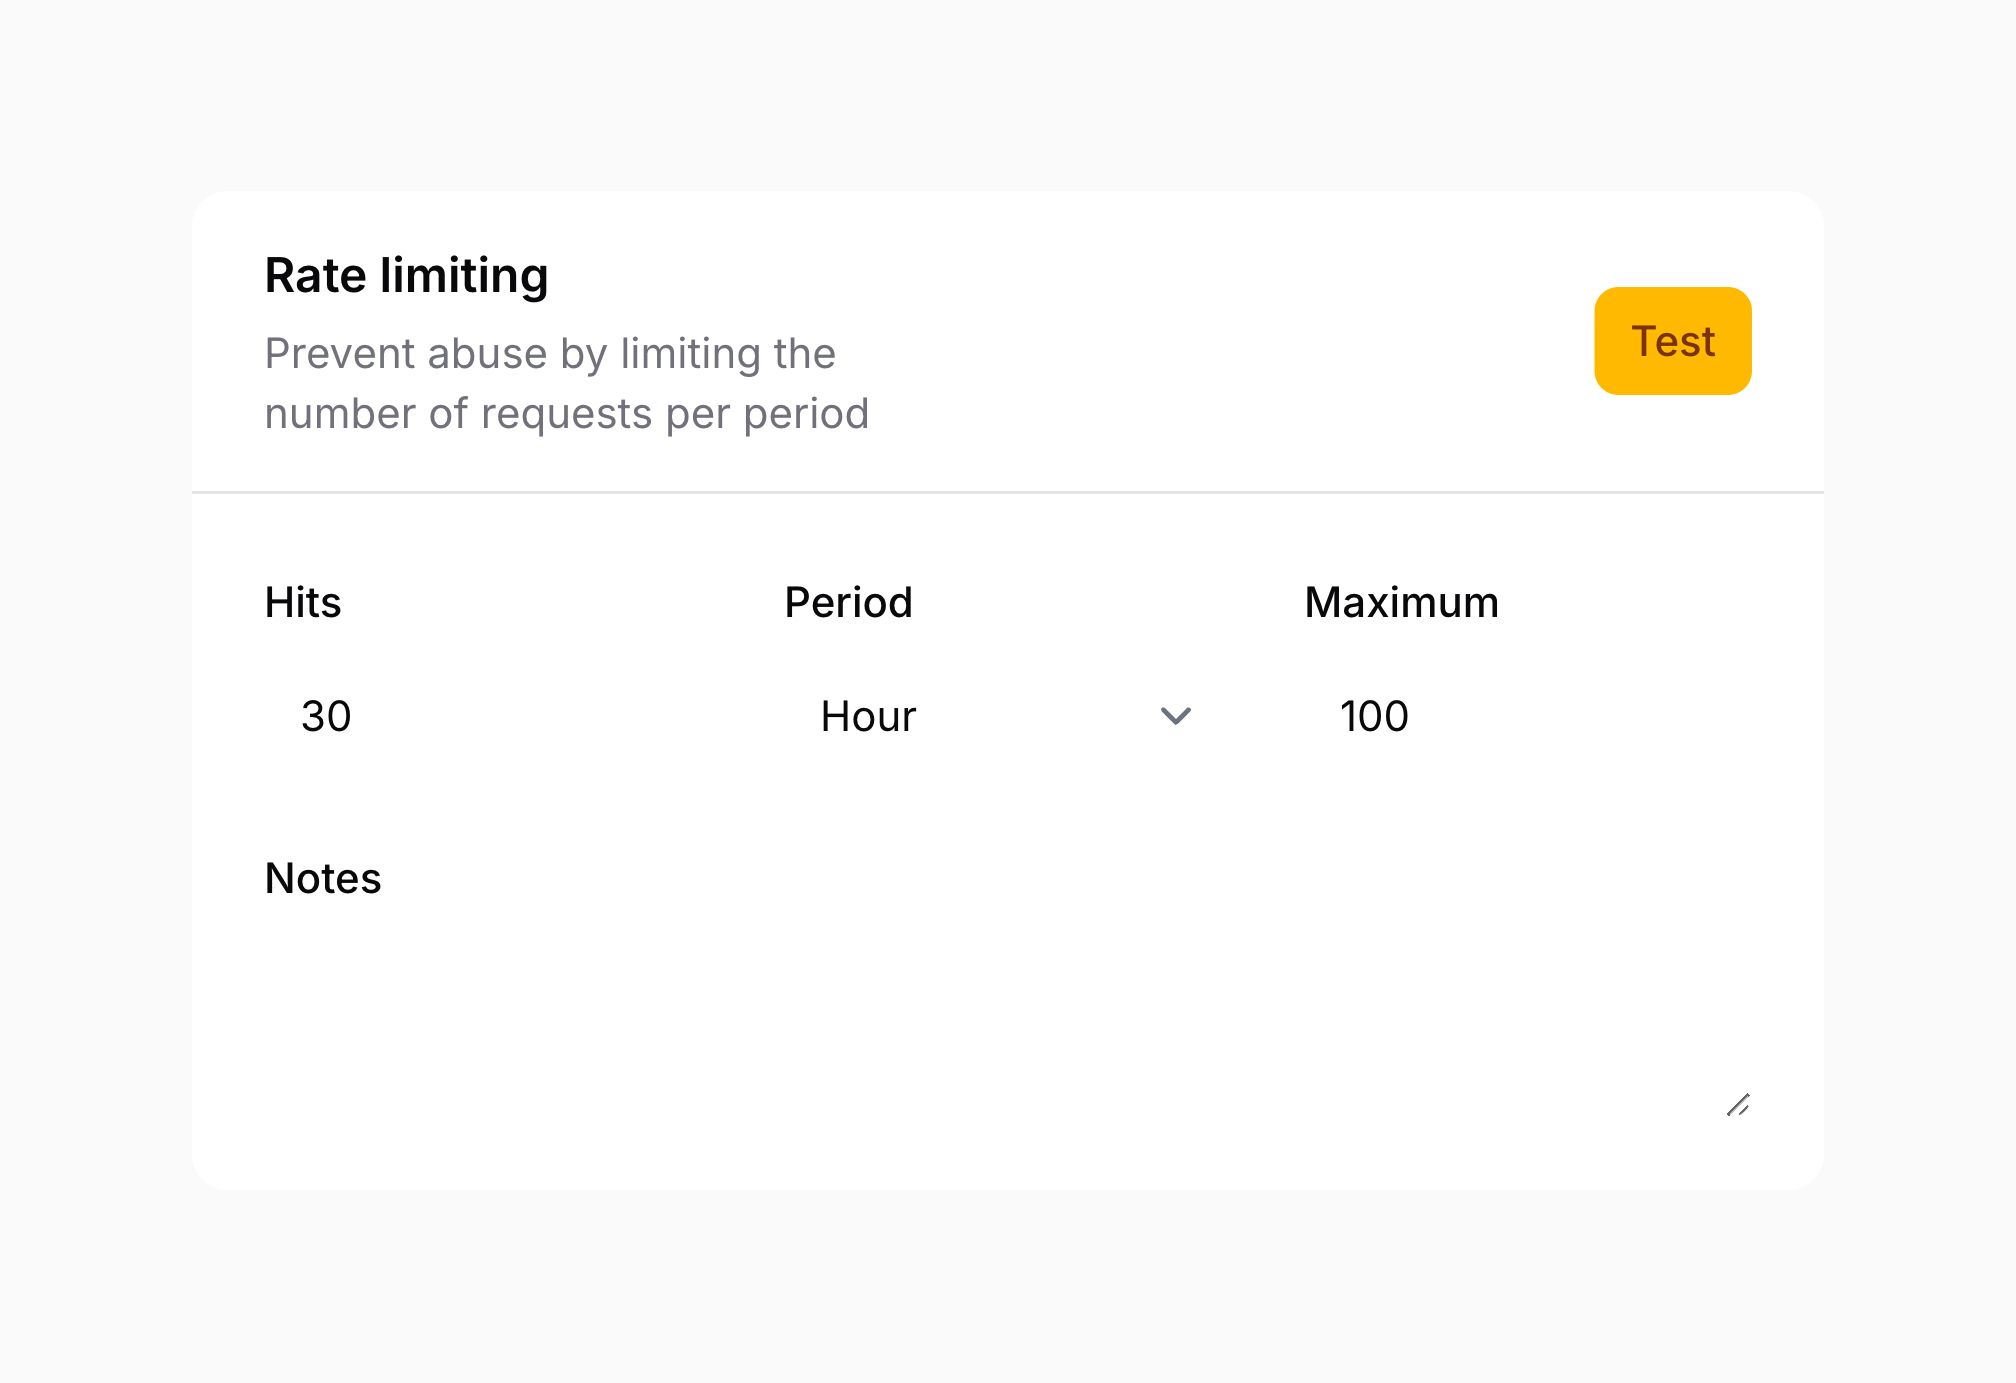 Rate limiting
Prevent abuse by limiting the
number of requests per period
Test
Hits
Period
Maximum
30
Hour
100
Notes